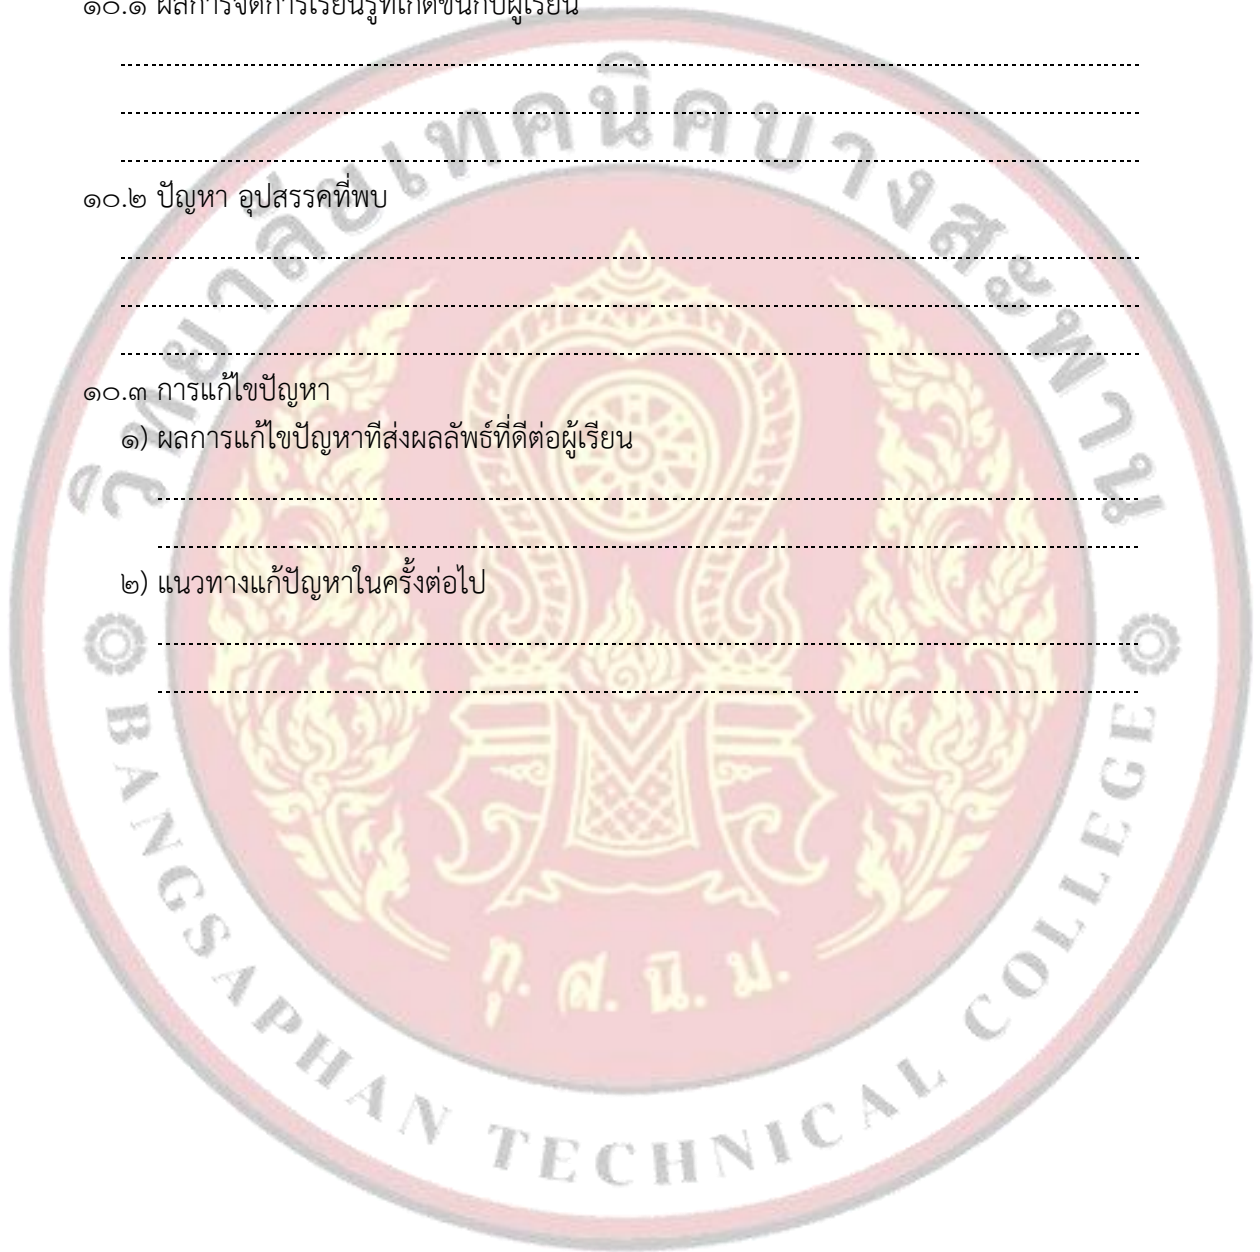 ๑๐.๑ ผลการจัดการเรียนรู้ที่เกิดขึ้นกับผู้เรียน
๑๐.๒ ปัญหา อุปสรรคที่พบ
๑๐.๓ การแก้ไขปัญหา
๑) ผลการแก้ไขปัญหาที่ส่งผลลัพธ์ที่ดีต่อผู้เรียน
๒) แนวทางแก้ปัญหาในครั้งต่อไป
วิทยาลัยเทคนิคบางสะพาน
ทุ. ส. นิ. ม.
BANGSAPHAN TECHNICAL COLLEGE